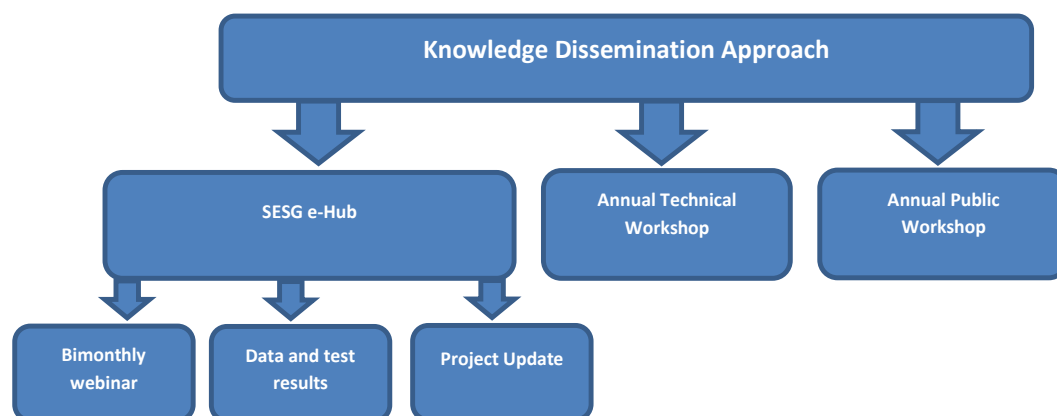 Knowledge Dissemination Approach
SESG e-Hub
Annual Technical
Workshop
Annual Public
Workshop
Bimonthly
webinar
Data and test
results
Project Update